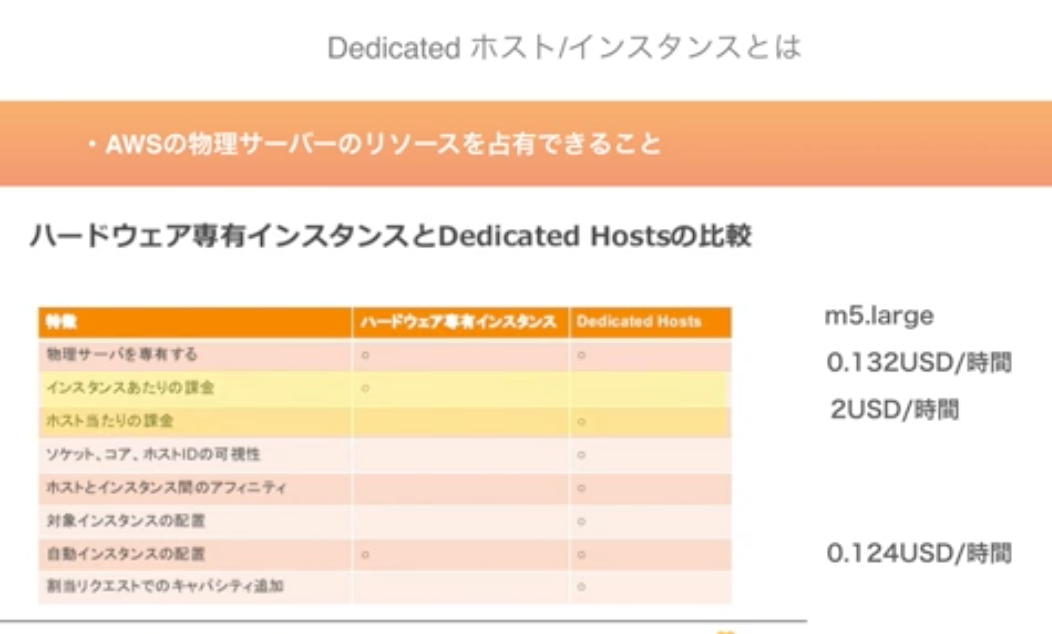 Dedicated ホスト/インスタンスとは
・AWSの物理サーバーのリソースを占有できること
ハードウェア専有インスタンスとDedicated Hostsの比較
特徴 ハードウェア専有インスタンス Dedicated Hosts
物理サーバを専有する ○ ○
インスタンスあたりの課金 ○
ホスト当たりの課金 ○
ソケット、コア、ホストIDの可視性 ○
ホストとインスタンス間のアフィニティ ○
対象インスタンスの配置 ○
自動インスタンスの配置 ○ ○
割当リクエストでのキャパシティ追加 ○
m5.large
0.132USD/時間
2USD/時間
0.124USD/時間